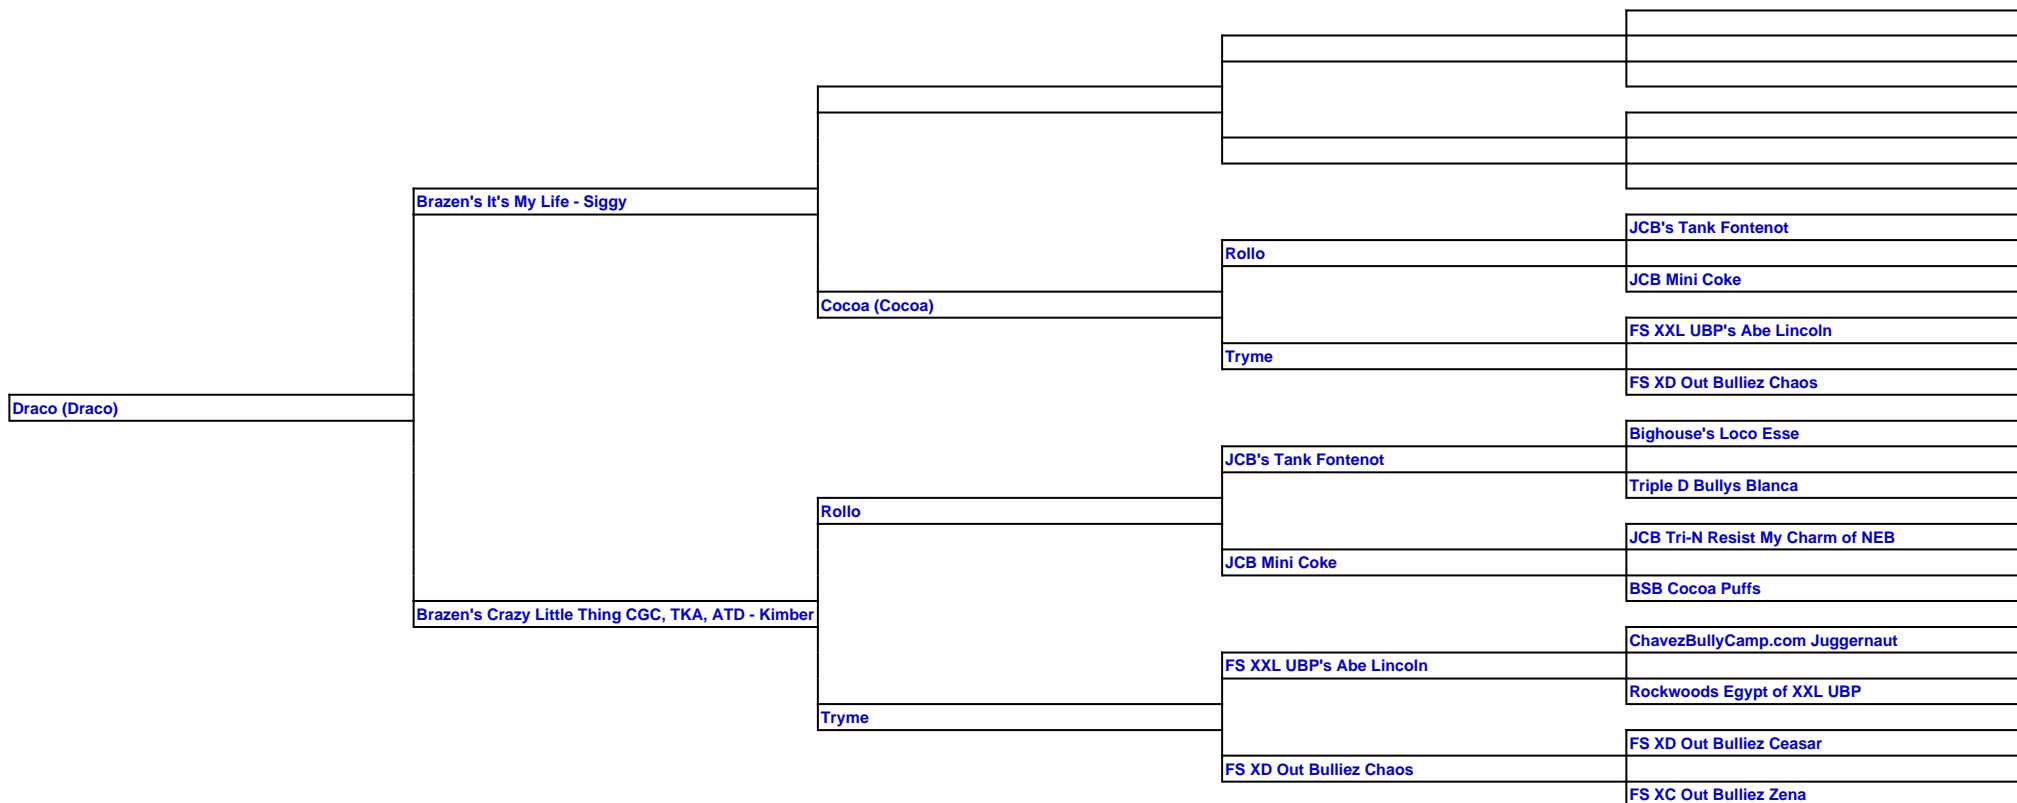 Brazen's It's My Life - Siggy
JCB's Tank Fontenot
Rollo
JCB Mini Coke
Cocoa (Cocoa)
FS XXL UBP's Abe Lincoln
Tryme
FS XD Out Bulliez Chaos
Draco (Draco)
Bighouse's Loco Esse
JCB's Tank Fontenot
Triple D Bullys Blanca
Rollo
JCB Tri-N Resist My Charm of NEB
JCB Mini Coke
BSB Cocoa Puffs
Brazen's Crazy Little Thing CGC, TKA, ATD - Kimber
ChavezBullyCamp.com Juggernaut
FS XXL UBP's Abe Lincoln
Rockwoods Egypt of XXL UBP
Tryme
FS XD Out Bulliez Ceasar
FS XD Out Bulliez Chaos
FS XC Out Bulliez Zena